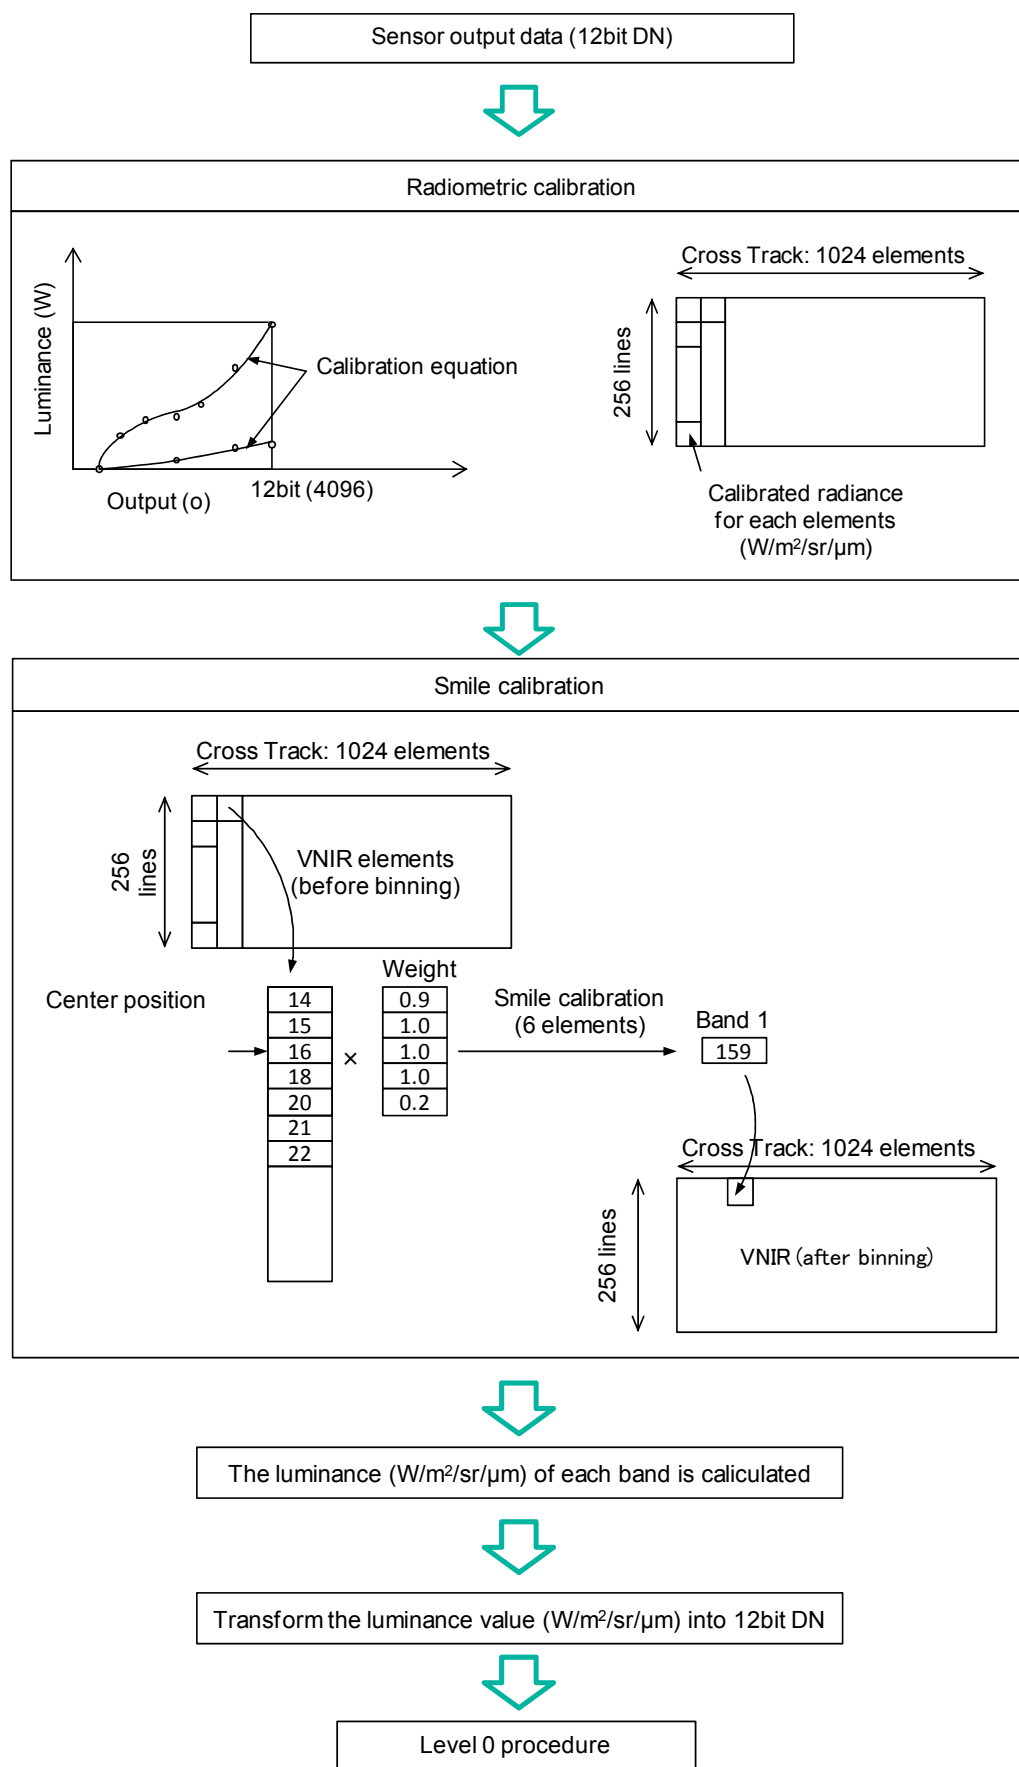 Sensor output data (12bit DN)
Radiometric calibration
Luminance (W)
Calibration equation
Output (o)
12bit (4096)
Cross Track: 1024 elements
256 lines
Calibrated radiance
for each elements
(W/m²/sr/μm)
Smile calibration
Cross Track: 1024 elements
256
lines
VNIR elements
(before binning)
Center position
14
15
16
18
20
21
22
×
Weight
0.9
1.0
1.0
1.0
0.2
Smile calibration
(6 elements)
Band 1
159
Cross Track: 1024 elements
256 lines
VNIR (after binning)
The luminance (W/m²/sr/μm) of each band is caliculated
Transform the luminance value (W/m²/sr/μm) into 12bit DN
Level 0 procedure